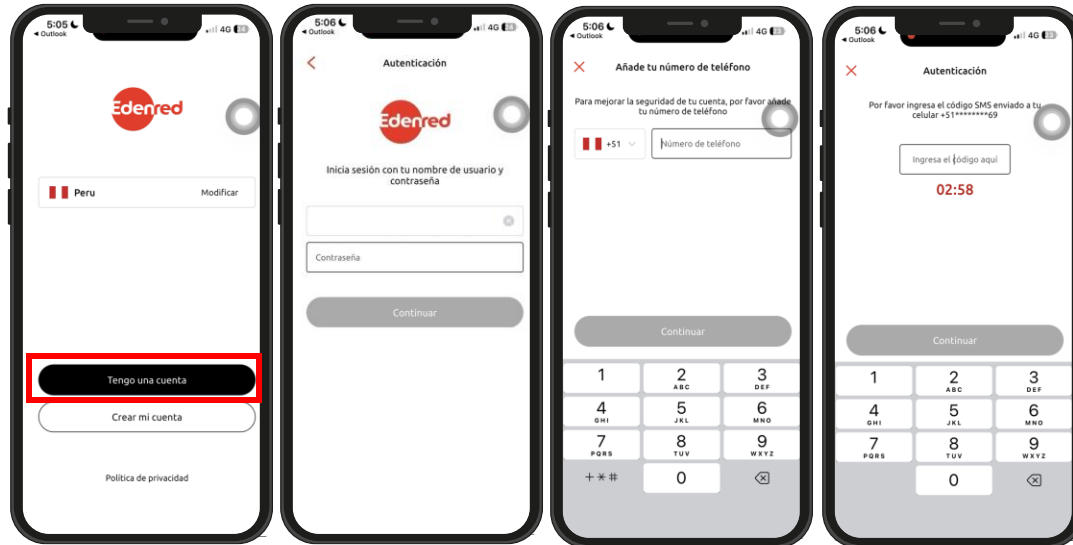 5:05
Outlook
4G 24
Edenred
Peru
Modificar
Tengo una cuenta
Crear mi cuenta
Política de privacidad
5:06
Outlook
4G
Autenticación
Edenred
Inicia sesión con tu nombre de usuario y
contraseña
Contraseña
Continuar
5:06
Outlook
4G 23
Añade tu número de teléfono
Para mejorar la seguridad de tu cuenta, por favor añade
tu número de teléfono
+51
Número de teléfono
Continuar
1 2 3
ABC DEF
4 5 6
GHI JKL MNO
7 8 9
PQRS TUV WXYZ
+*# 0
5:06
Outlook
4G 23
Autenticación
Por favor ingresa el código SMS enviado a tu
celular +51********69
Ingresa el código aquí
02:58
Continuar
1 2 3
ABC DEF
4 5 6
GHI JKL MNO
7 8 9
PQRS TUV WXYZ
0